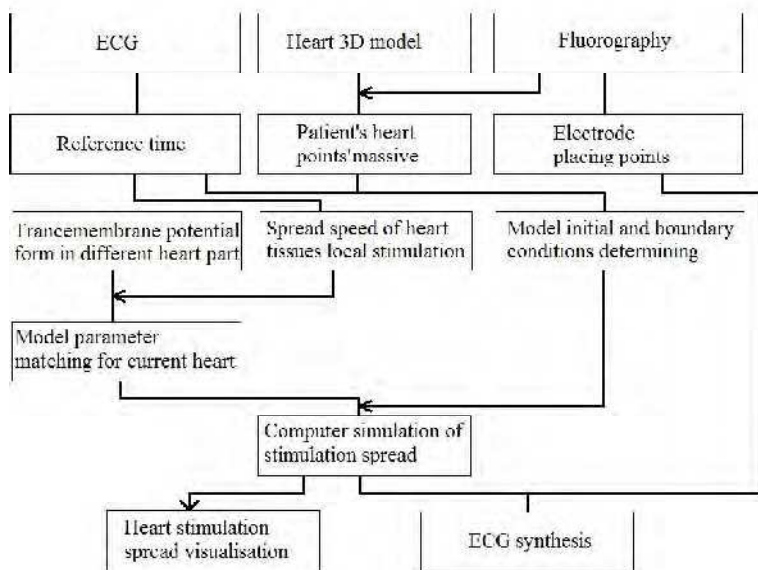 ECG
Heart 3D model
Fluorography
Reference time
Patient's heart
points'massive
Electrode
placing points
Trancemembrane potential
form in different heart part
Spread speed of heart
tissues local stimulation
Model initial and boundary
conditions determining
Model parameter
matching for current heart
Computer simulation of
stimulation spread
Heart stimulation
spread visualisation
ECG synthesis